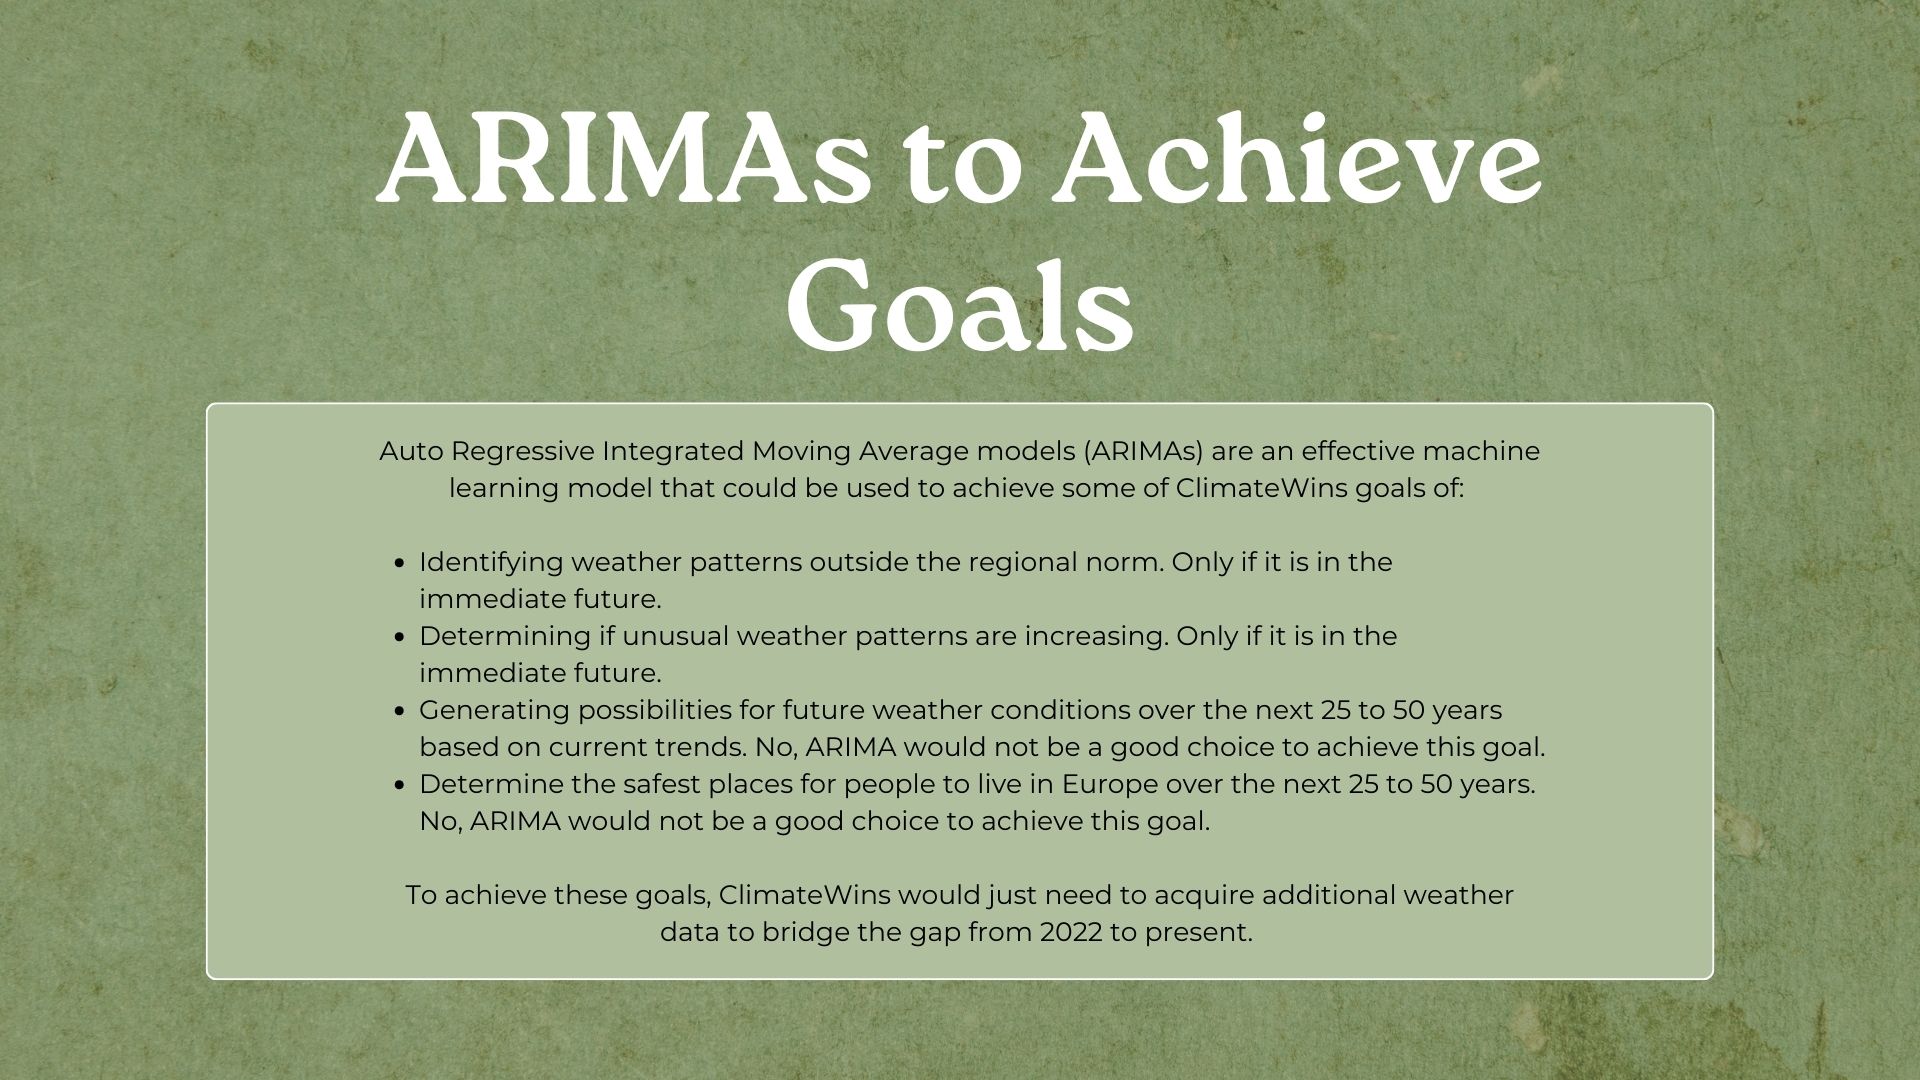 ARIMAs to Achieve
Goals
Auto Regressive Integrated Moving Average models (ARIMAs) are an effective machine
learning model that could be used to achieve some of ClimateWins goals of:
• Identifying weather patterns outside the regional norm. Only if it is in the
immediate future.
• Determining if unusual weather patterns are increasing. Only if it is in the
immediate future.
• Generating possibilities for future weather conditions over the next 25 to 50 years
based on current trends. No, ARIMA would not be a good choice to achieve this goal.
• Determine the safest places for people to live in Europe over the next 25 to 50 years.
No, ARIMA would not be a good choice to achieve this goal.
To achieve these goals, ClimateWins would just need to acquire additional weather
data to bridge the gap from 2022 to present.